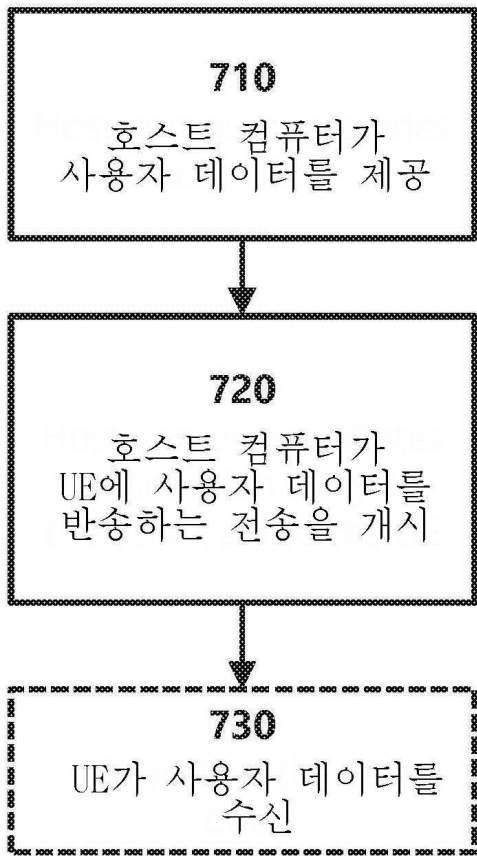 710
호스트 컴퓨터가
사용자 데이터를 제공
720
호스트 컴퓨터가
UE에 사용자 데이터를
반송하는 전송을 개시
730
UE가 사용자 데이터를
수신